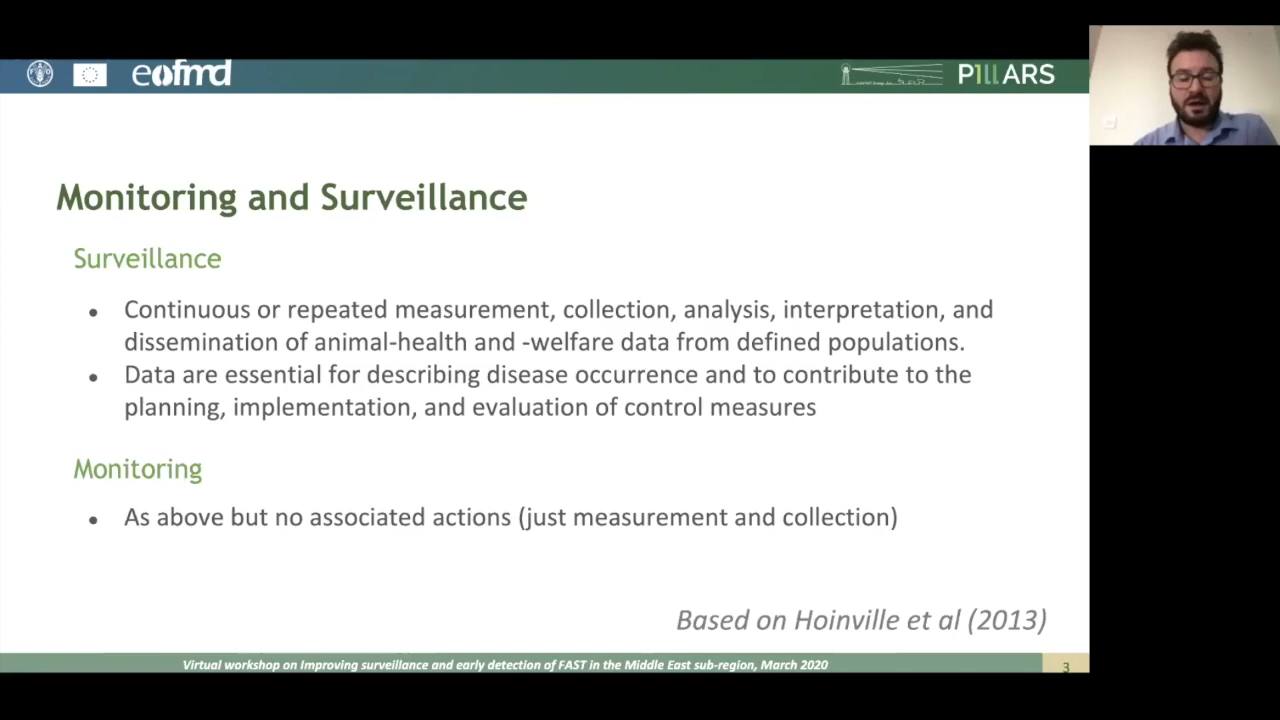 eofmd
P1llARS
Monitoring and Surveillance
Surveillance
• Continuous or repeated measurement, collection, analysis, interpretation, and
dissemination of animal-health and -welfare data from defined populations.
• Data are essential for describing disease occurrence and to contribute to the
planning, implementation, and evaluation of control measures
Monitoring
• As above but no associated actions (just measurement and collection)
Based on Hoinville et al (2013)
Virtual workshop on Improving surveillance and early detection of FAST in the Middle East sub-region, March 2020
3